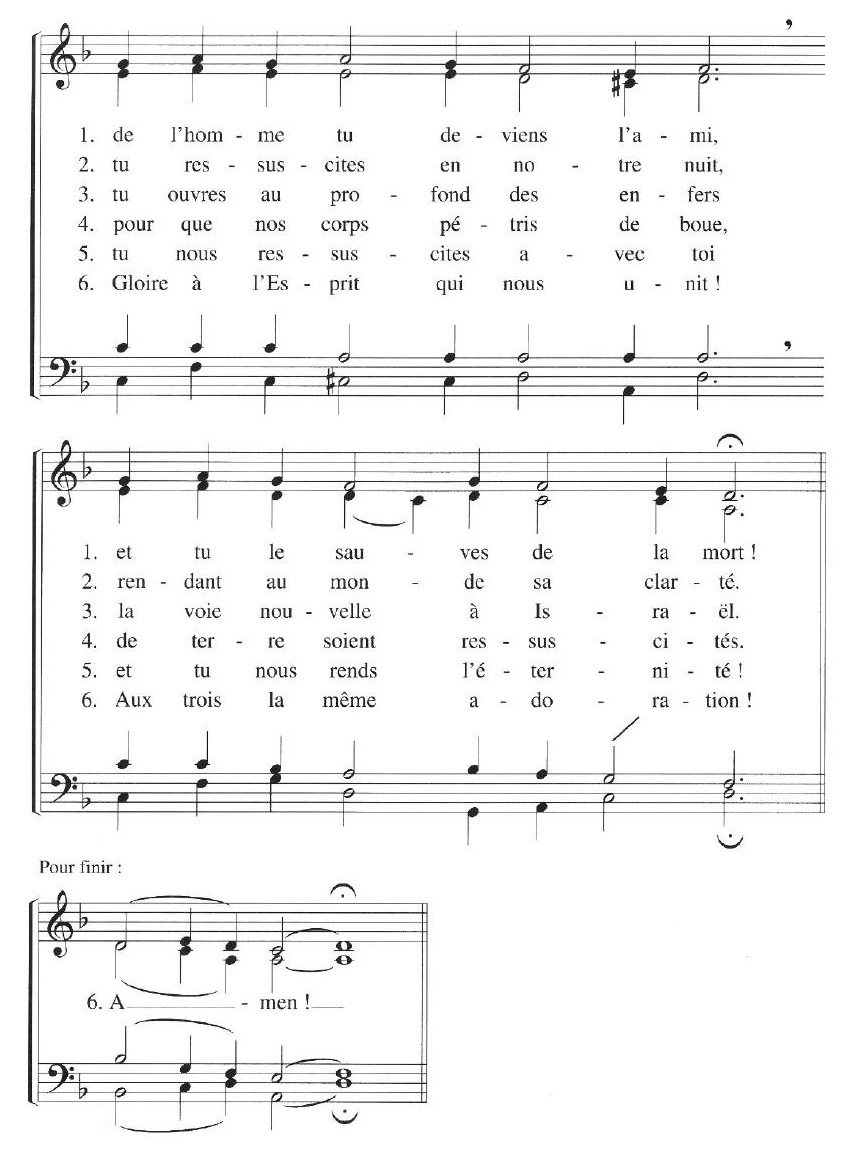 1. de l'hom - me tu de - viens l'a - mi,
2. tu res - sus - cites en no - tre nuit,
3. tu ouvres au pro - fond des en - fers
4. pour que nos corps pé - tris de boue,
5. tu nous res - sus - cites a - vec toi
6. Gloire à l'Es - prit qui nous u - nit !
1. et tu le sau - ves de la mort !
2. ren - dant au mon - de sa clar - té.
3. la voie nou - velle à Is - ra - ël.
4. de ter - re soient res - sus - ci - tés.
5. et tu nous rends l'é - ter - ni - té !
6. Aux trois la même a - do - ra - tion !
Pour finir :
6. A - men !